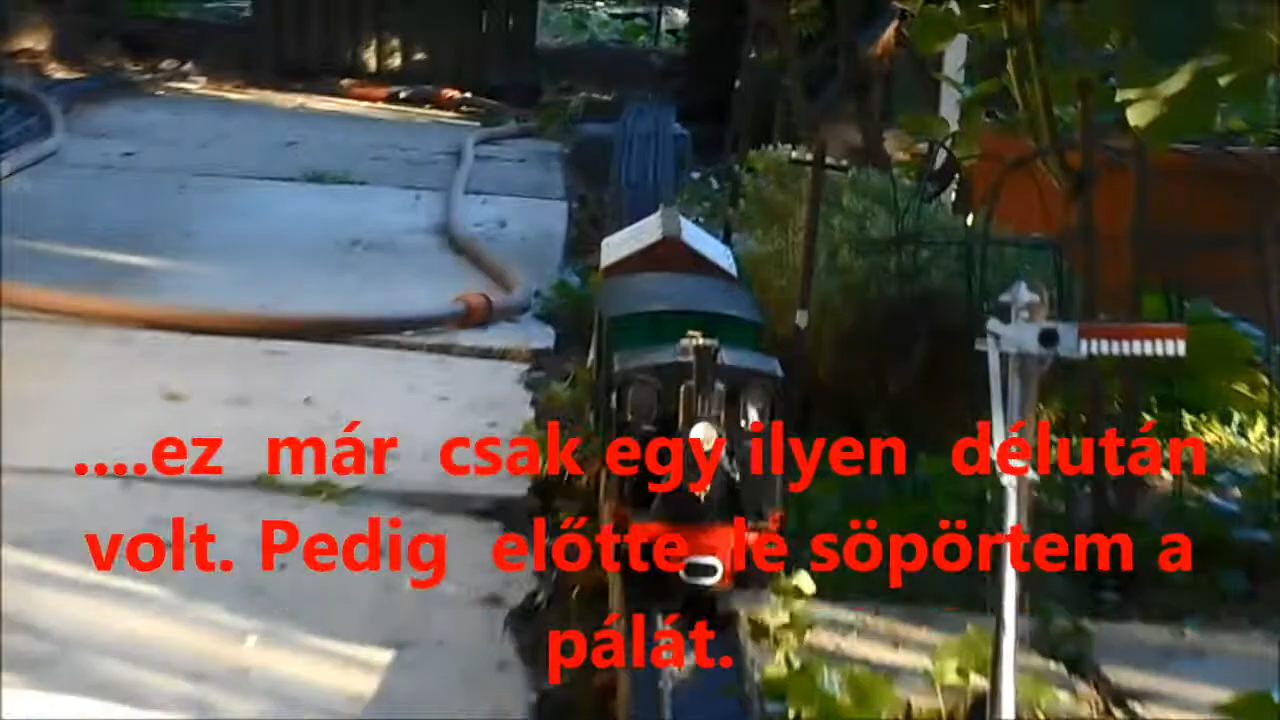 ....ez már csak egy ilyen délután
volt. Pedig előtte le söpörtem a
pálát.